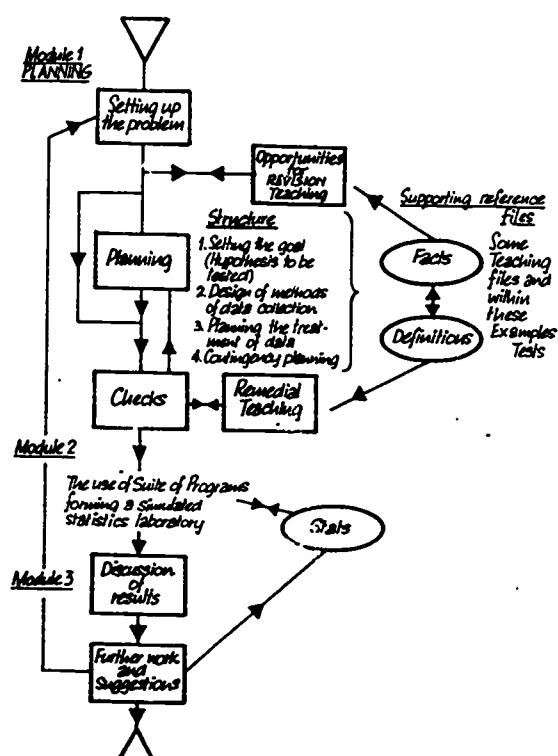 Module 1
PLANNING
Setting up
the problem
Opportunities
for
REVISION
Teaching
Supporting reference
Files
Structure
1. Setting the goal
(Hypothesis to be
tested)
2. Design of methods
of data collection
3. Planning the treat-
ment of data
4. Contingency planning
Planning
Facts
Definitions
Some
Teaching
files and
within
these
Examples
Tests
Checks
Remedial
Teaching
Module 2
The use of Suite of Programs
forming a simulated
statistics laboratory
Stats
Module 3
Discussion
of
results
Further work
and
Suggestions